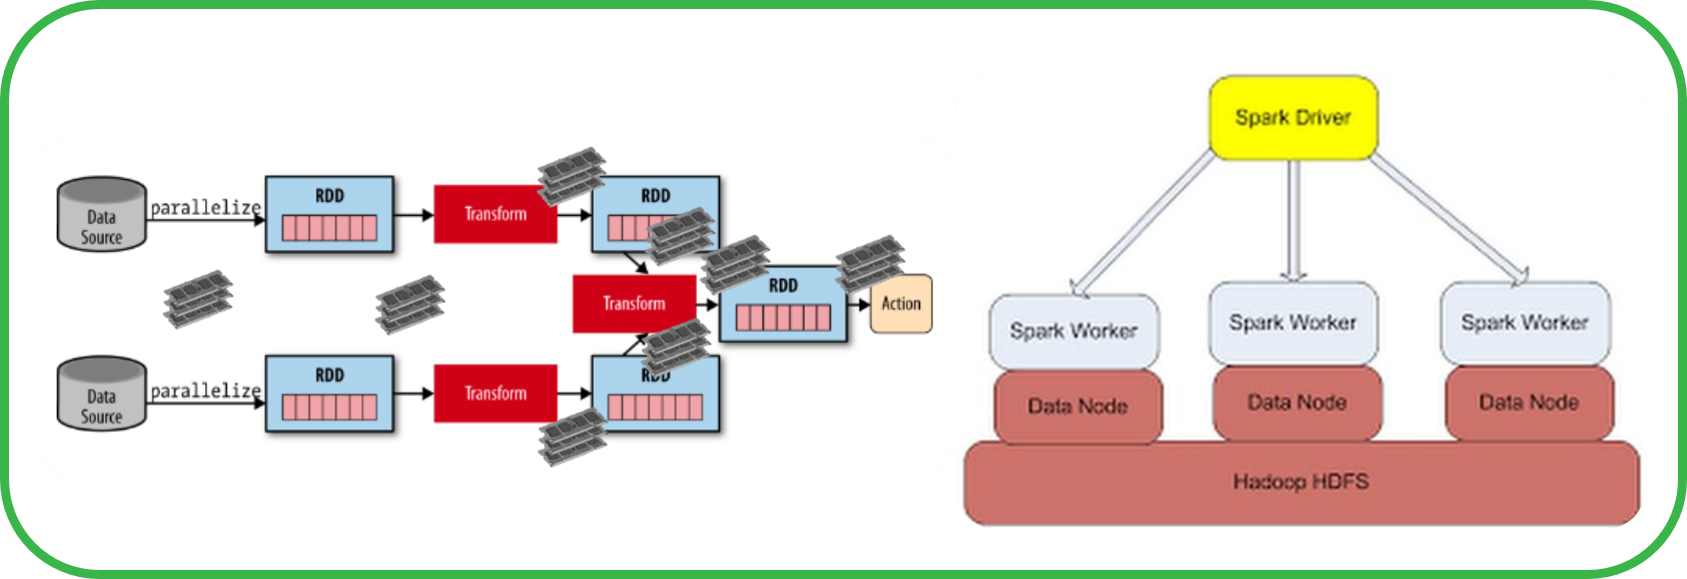 Data
Source
parallelize
RDD
Transform
RDD
Transform
RDD
Action
Data
Source
parallelize
RDD
Transform
RDD
Spark Driver
Spark Worker
Spark Worker
Spark Worker
Data Node
Data Node
Data Node
Hadoop HDFS